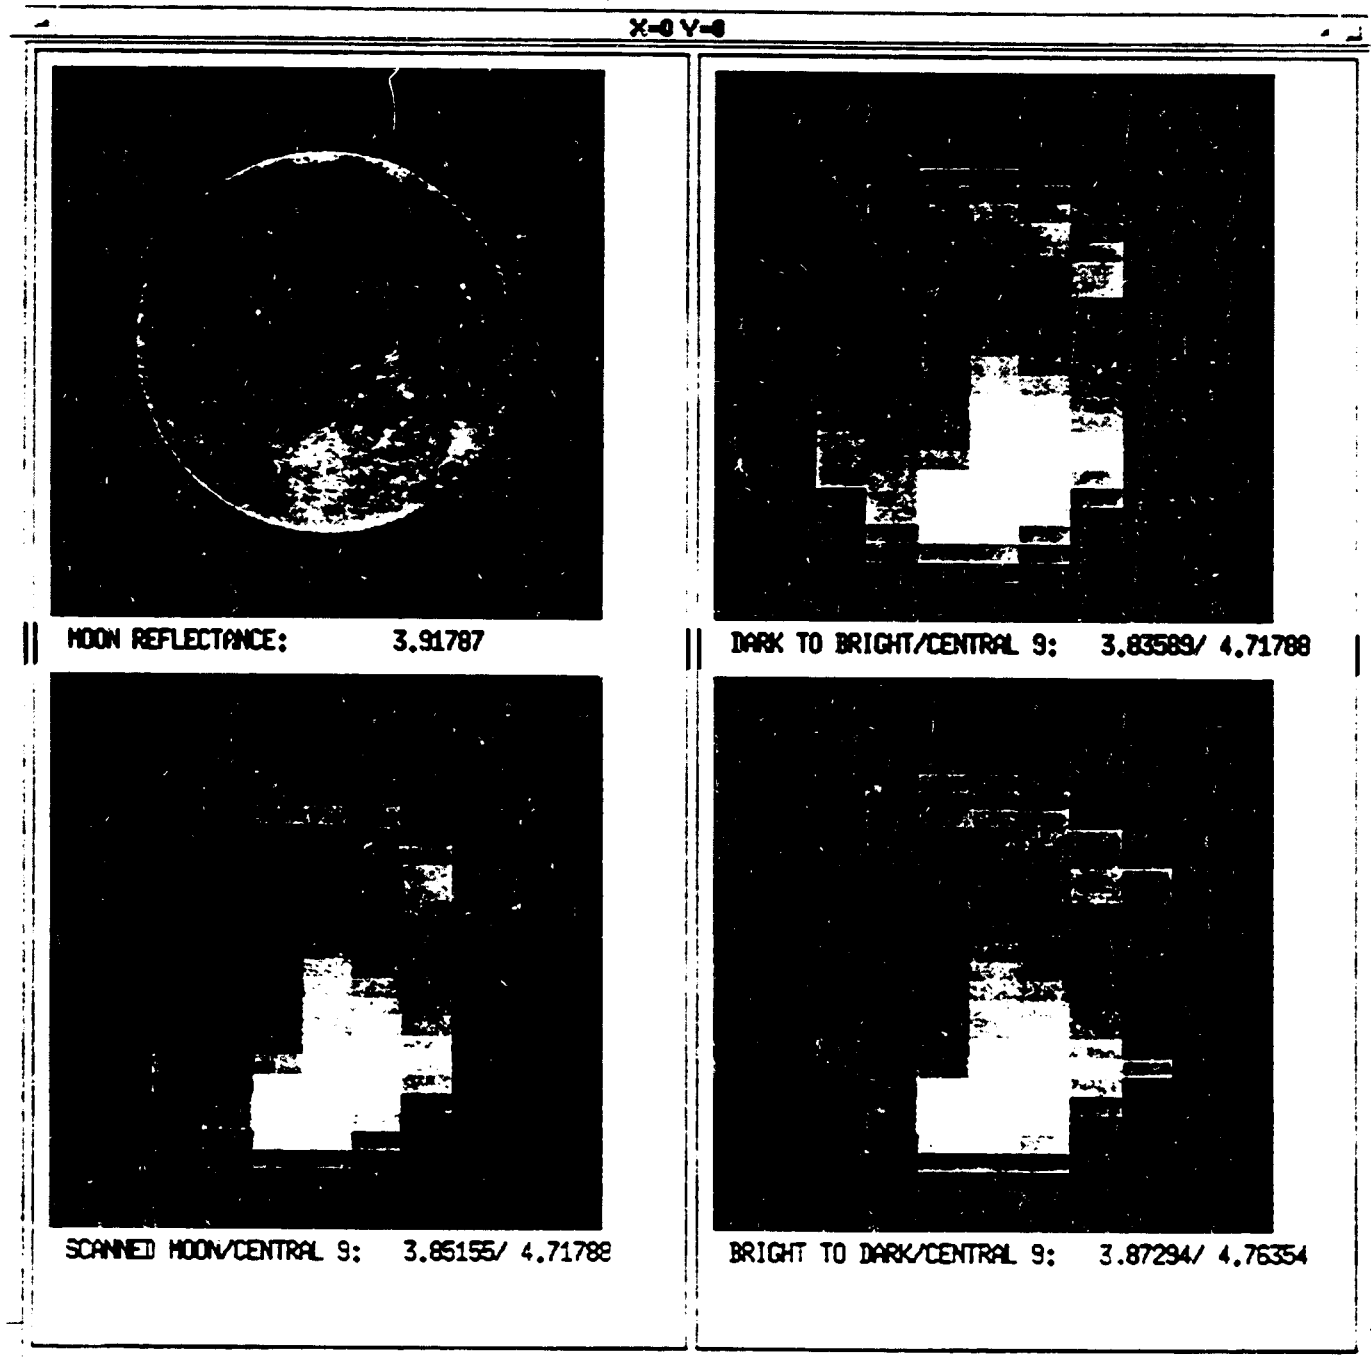 X=0 Y=0
MOON REFLECTANCE: 3.91787
DARK TO BRIGHT/CENTRAL 9: 3.83589/ 4.71788
SCANNED MOON/CENTRAL 9: 3.85155/ 4.71788
BRIGHT TO DARK/CENTRAL 9: 3.87294/ 4.76354